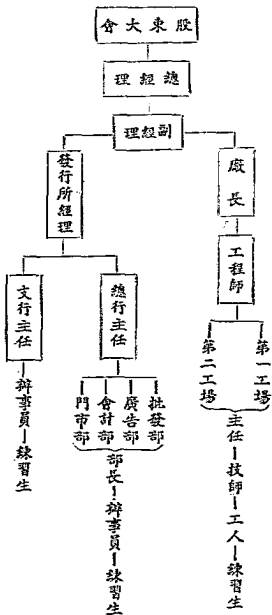 股東大會
總經理
副經理
廠長
工程師
第一工場
第二工場
主任－技師－工人－練習生
發行所經理
總行主任
批發部
廣告部
會計部
門市部
部長－辦事員－練習生
支行主任－辦事員－練習生